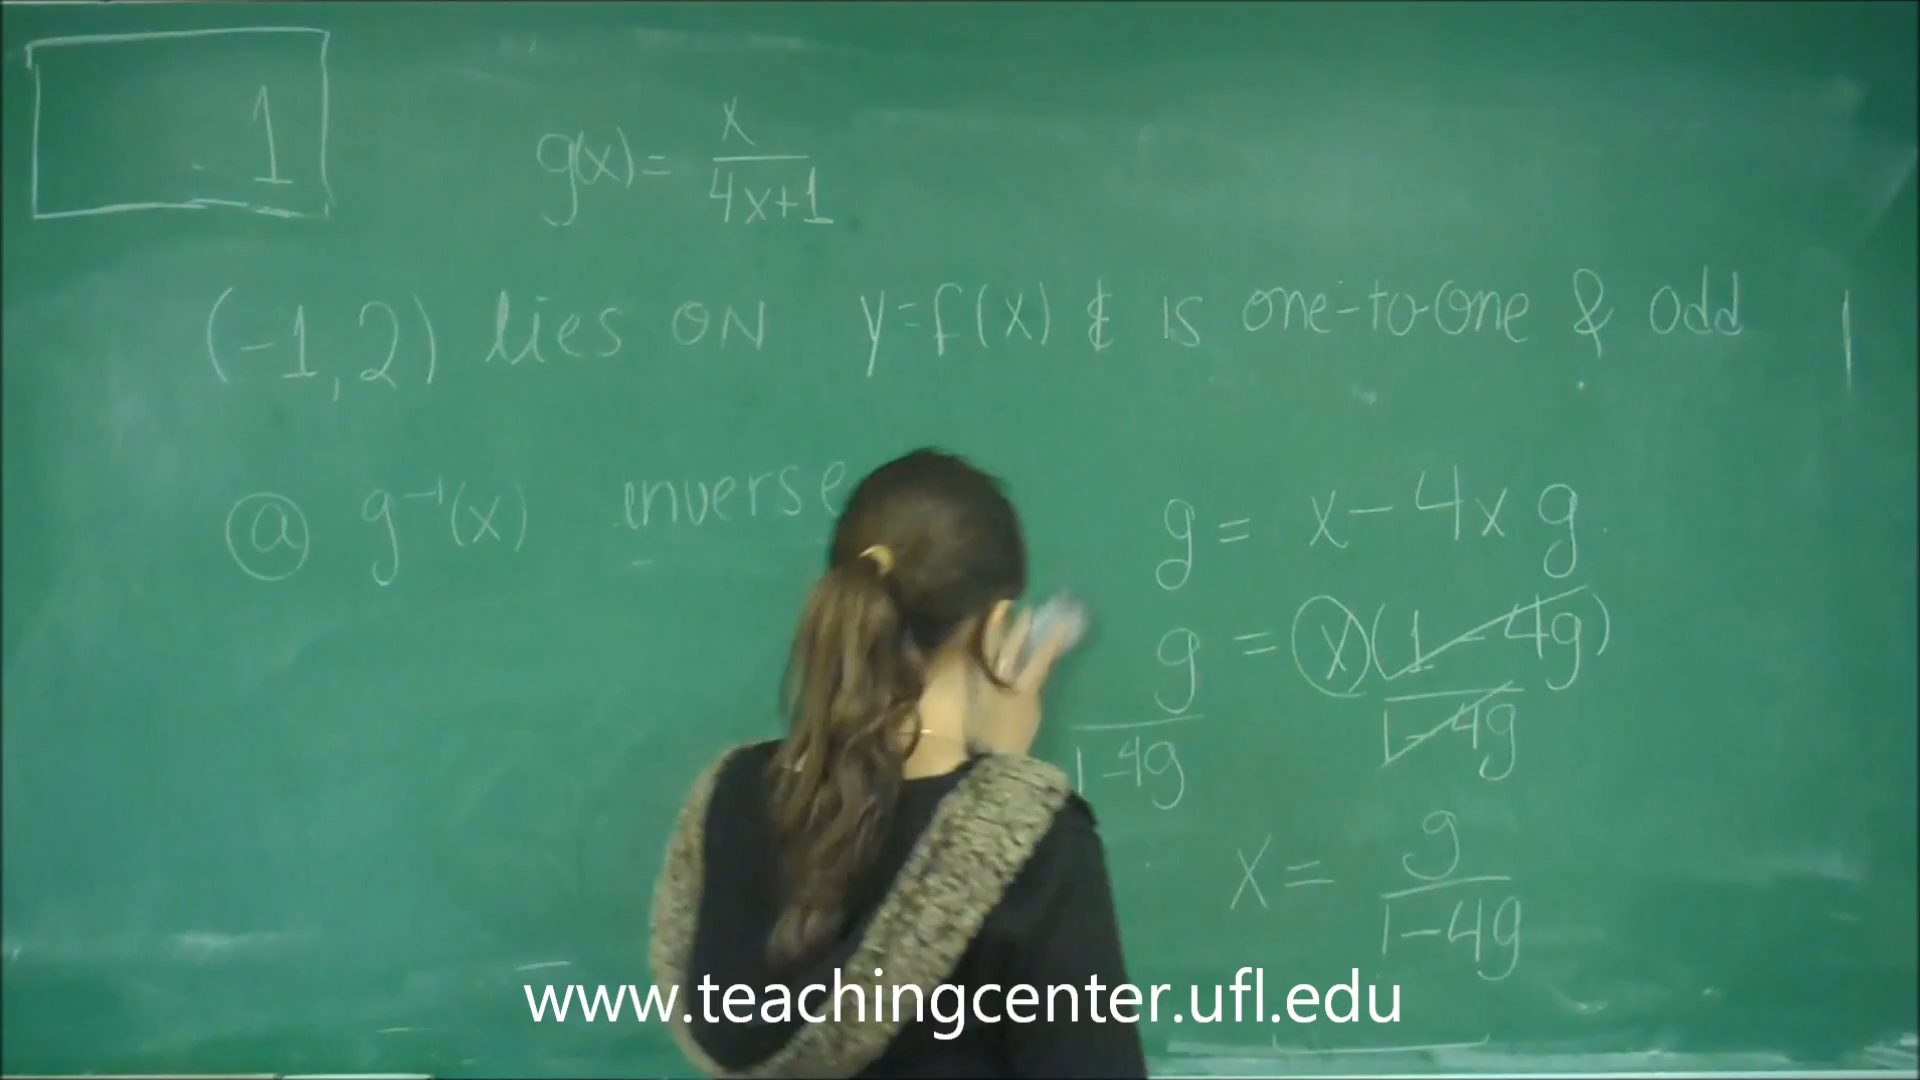 . 1
g(x) = x / 4x+1
(-1, 2) lies ON y=f(x) & is one-to-one & odd
ⓐ g⁻¹(x) inverse
g = x - 4x g
g / 1-4g = x(1-4g) / 1-4g
x = g / 1-4g
www.teachingcenter.ufl.edu